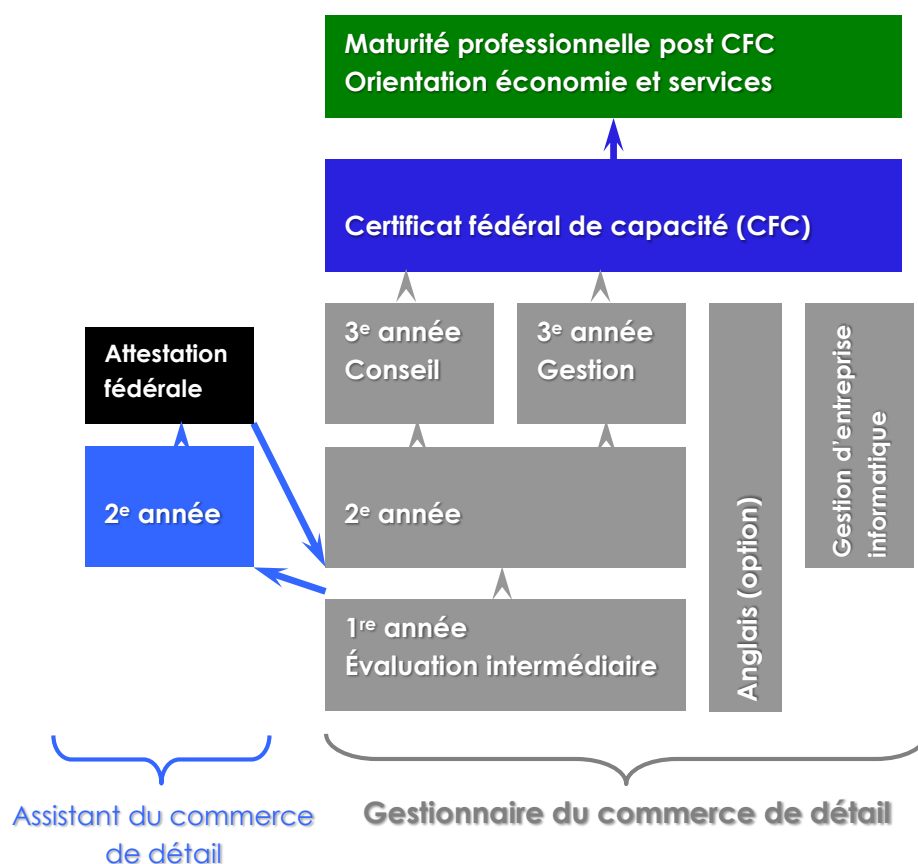 Maturité professionnelle post CFC
Orientation économie et services
Certificat fédéral de capacité (CFC)
3e année
Conseil
3e année
Gestion
Attestation
fédérale
Gestion d'entreprise
informatique
2e année
2e année
Anglais (option)
1re année
Évaluation intermédiaire
Assistant du commerce
de détail
Gestionnaire du commerce de détail